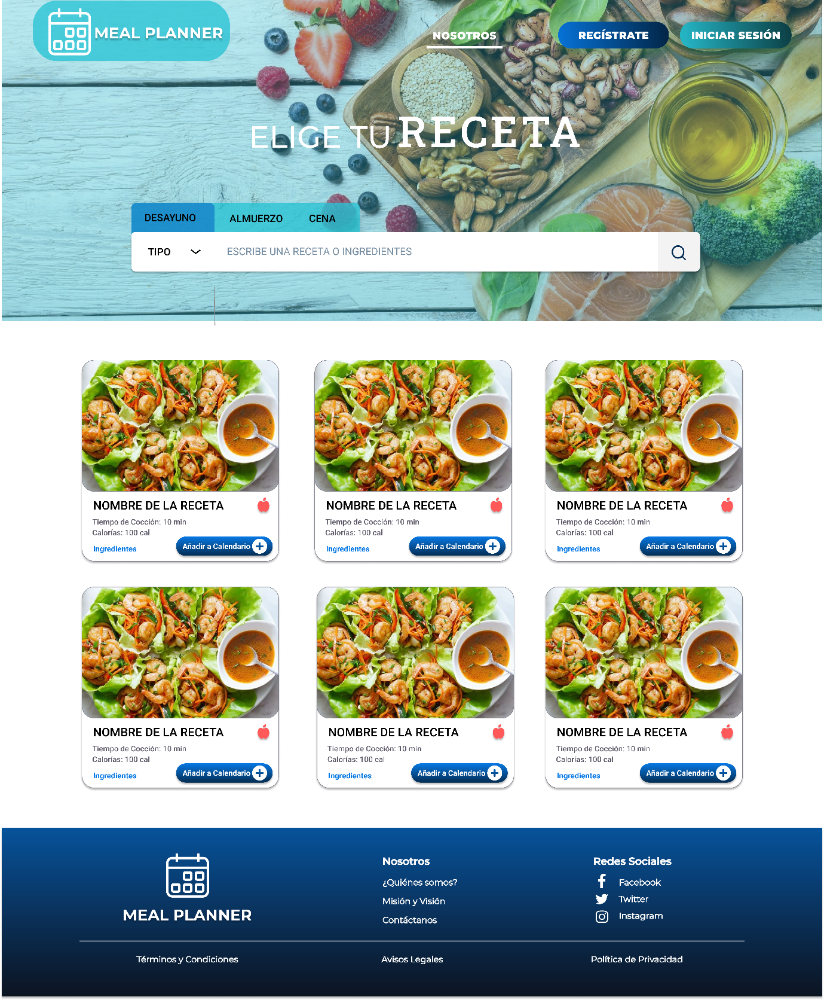 MEAL PLANNER
NOSOTROS
REGÍSTRATE
INICIAR SESIÓN
ELIGE TU RECETA
DESAYUNO
ALMUERZO
CENA
TIPO
ESCRIBE UNA RECETA O INGREDIENTES
NOMBRE DE LA RECETA
Tiempo de Cocción: 10 min
Calorías: 100 cal
Ingredientes
Añadir a Calendario
NOMBRE DE LA RECETA
Tiempo de Cocción: 10 min
Calorías: 100 cal
Ingredientes
Añadir a Calendario
NOMBRE DE LA RECETA
Tiempo de Cocción: 10 min
Calorías: 100 cal
Ingredientes
Añadir a Calendario
NOMBRE DE LA RECETA
Tiempo de Cocción: 10 min
Calorías: 100 cal
Ingredientes
Añadir a Calendario
NOMBRE DE LA RECETA
Tiempo de Cocción: 10 min
Calorías: 100 cal
Ingredientes
Añadir a Calendario
NOMBRE DE LA RECETA
Tiempo de Cocción: 10 min
Calorías: 100 cal
Ingredientes
Añadir a Calendario
MEAL PLANNER
Nosotros
¿Quiénes somos?
Misión y Visión
Contáctanos
Redes Sociales
Facebook
Twitter
Instagram
Términos y Condiciones
Avisos Legales
Política de Privacidad